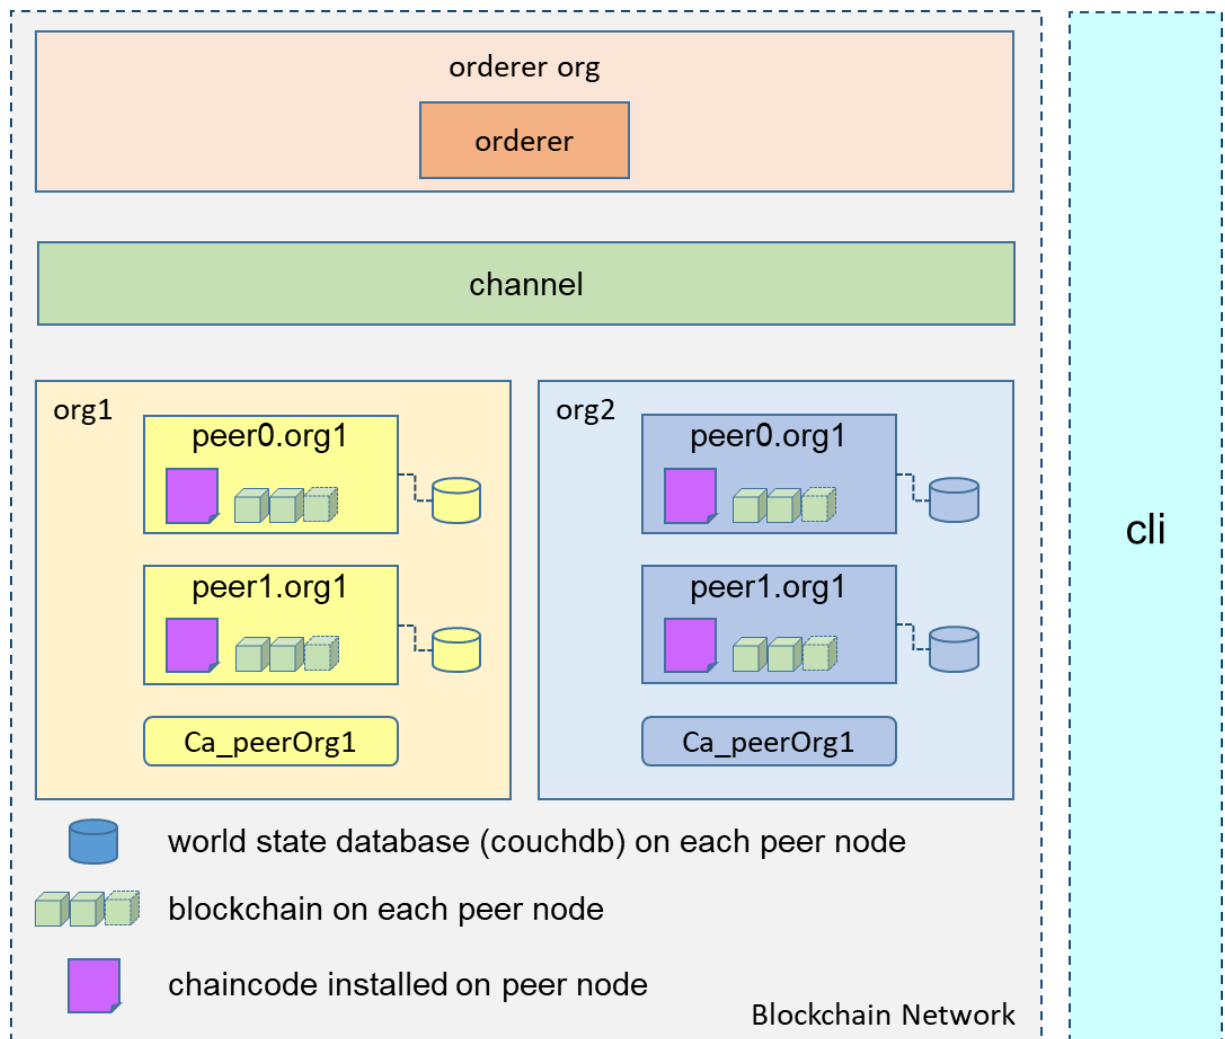 orderer org
orderer
channel
org1
peer0.org1
peer1.org1
Ca_peerOrg1
org2
peer0.org1
peer1.org1
Ca_peerOrg1
world state database (couchdb) on each peer node
blockchain on each peer node
chaincode installed on peer node
Blockchain Network
cli